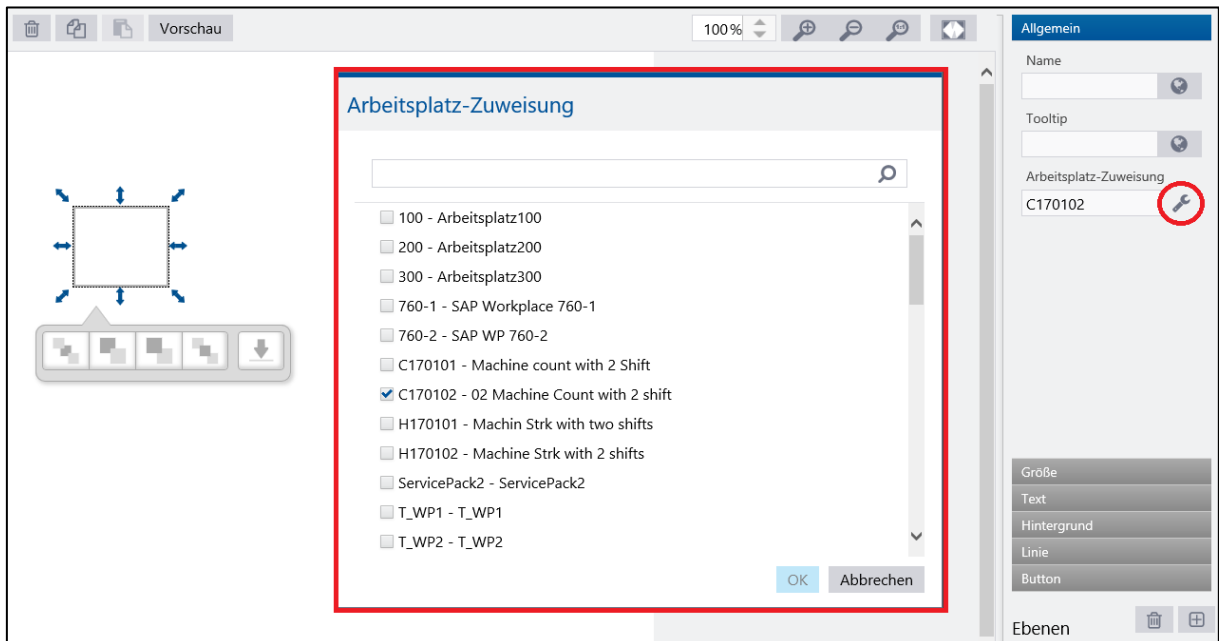 Vorschau
100%
Arbeitsplatz-Zuweisung
100 - Arbeitsplatz100
200 - Arbeitsplatz200
300 - Arbeitsplatz300
760-1 - SAP Workplace 760-1
760-2 - SAP WP 760-2
C170101 - Machine count with 2 Shift
C170102 - 02 Machine Count with 2 shift
H170101 - Machin Strk with two shifts
H170102 - Machine Strk with 2 shifts
ServicePack2 - ServicePack2
T_WP1 - T_WP1
T_WP2 - T_WP2
OK Abbrechen
Allgemein
Name
Tooltip
Arbeitsplatz-Zuweisung
C170102
Größe
Text
Hintergrund
Linie
Button
Ebenen